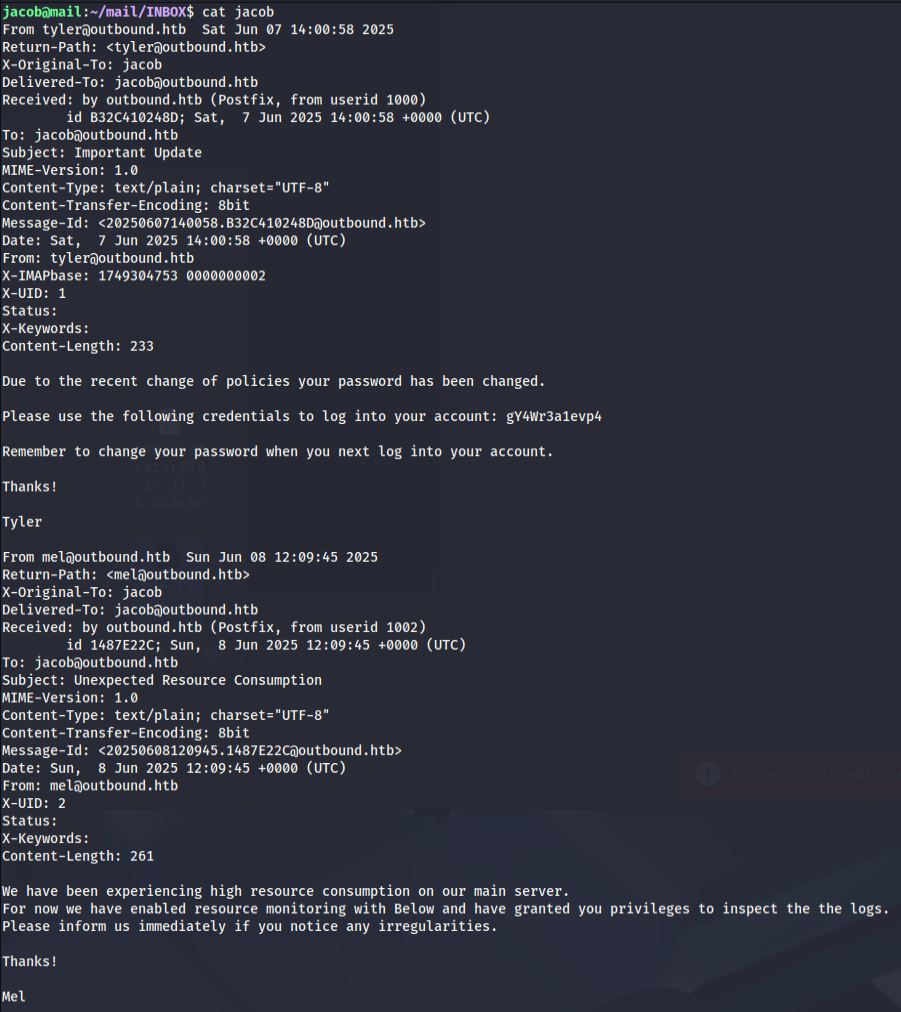 jacob@mail:~/mail/INBOX$ cat jacob
From tyler@outbound.htb  Sat Jun 07 14:00:58 2025
Return-Path: <tyler@outbound.htb>
X-Original-To: jacob
Delivered-To: jacob@outbound.htb
Received: by outbound.htb (Postfix, from userid 1000)
        id B32C410248D; Sat,  7 Jun 2025 14:00:58 +0000 (UTC)
To: jacob@outbound.htb
Subject: Important Update
MIME-Version: 1.0
Content-Type: text/plain; charset="UTF-8"
Content-Transfer-Encoding: 8bit
Message-Id: <20250607140058.B32C410248D@outbound.htb>
Date: Sat,  7 Jun 2025 14:00:58 +0000 (UTC)
From: tyler@outbound.htb
X-IMAPbase: 1749304753 0000000002
X-UID: 1
Status:
X-Keywords:
Content-Length: 233

Due to the recent change of policies your password has been changed.

Please use the following credentials to log into your account: gY4Wr3a1evp4

Remember to change your password when you next log into your account.

Thanks!

Tyler

From mel@outbound.htb  Sun Jun 08 12:09:45 2025
Return-Path: <mel@outbound.htb>
X-Original-To: jacob
Delivered-To: jacob@outbound.htb
Received: by outbound.htb (Postfix, from userid 1002)
        id 1487E22C; Sun,  8 Jun 2025 12:09:45 +0000 (UTC)
To: jacob@outbound.htb
Subject: Unexpected Resource Consumption
MIME-Version: 1.0
Content-Type: text/plain; charset="UTF-8"
Content-Transfer-Encoding: 8bit
Message-Id: <20250608120945.1487E22C@outbound.htb>
Date: Sun,  8 Jun 2025 12:09:45 +0000 (UTC)
From: mel@outbound.htb
X-UID: 2
Status:
X-Keywords:
Content-Length: 261

We have been experiencing high resource consumption on our main server.
For now we have enabled resource monitoring with Below and have granted you privileges to inspect the the logs.
Please inform us immediately if you notice any irregularities.

Thanks!

Mel